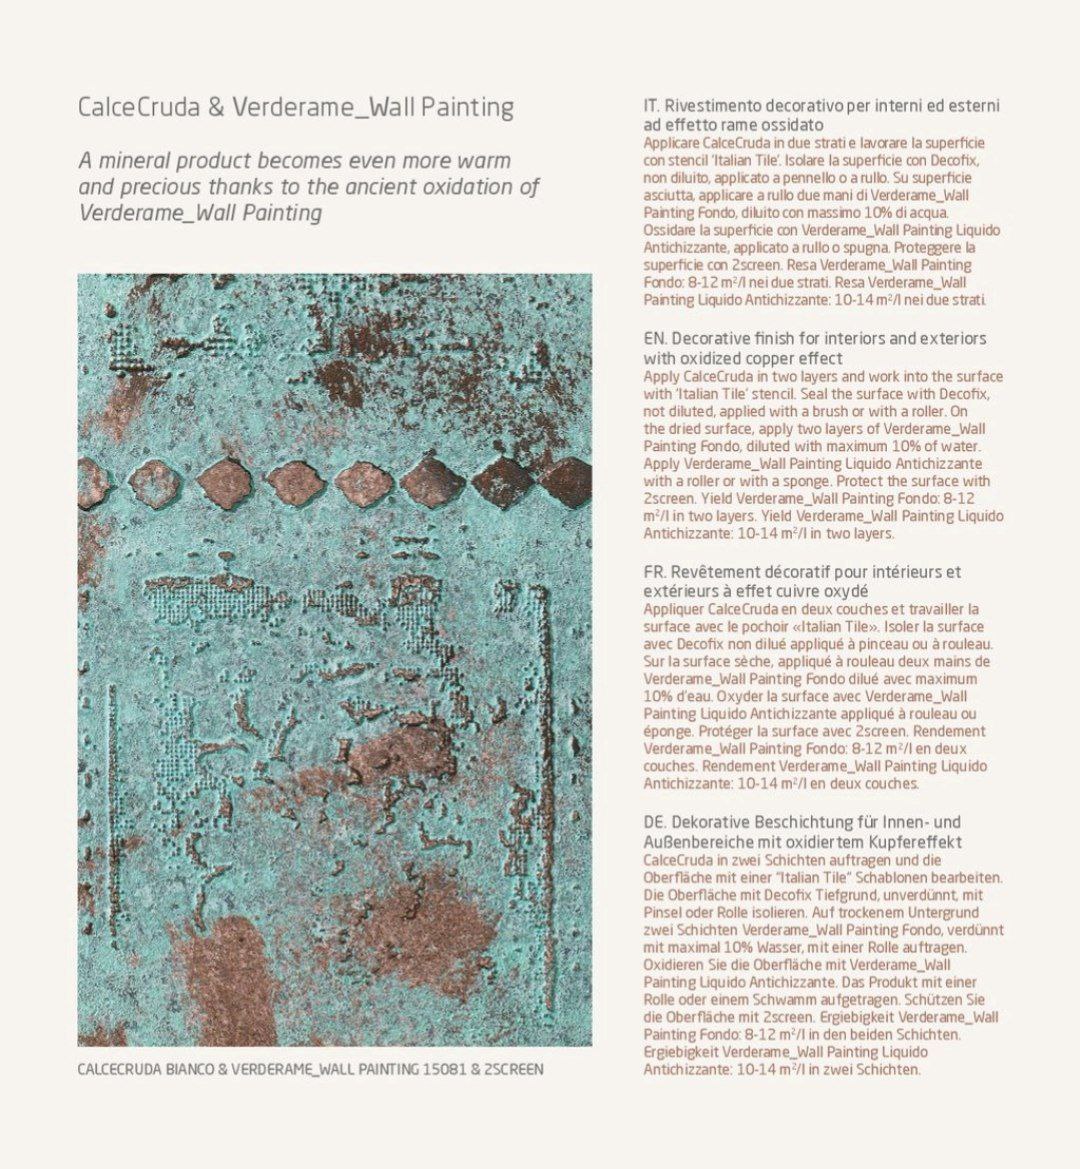 CalceCruda & Verderame_Wall Painting
A mineral product becomes even more warm
and precious thanks to the ancient oxidation of
Verderame_Wall Painting
CALCECRUDA BIANCO & VERDERAME_WALL PAINTING 15081 & 2SCREEN
IT. Rivestimento decorativo per interni ed esterni
ad effetto rame ossidato
Applicare CalceCruda in due strati e lavorare la superficie
con stencil ‘Italian Tile’. Isolare la superficie con Decofix,
non diluito, applicato a pennello o a rullo. Su superficie
asciutta, applicare a rullo due mani di Verderame_Wall
Painting Fondo, diluito con massimo 10% di acqua.
Ossidare la superficie con Verderame_Wall Painting Liquido
Antichizzante, applicato a rullo o spugna. Proteggere la
superficie con 2screen. Resa Verderame_Wall Painting
Fondo: 8-12 m²/l nei due strati. Resa Verderame_Wall
Painting Liquido Antichizzante: 10-14 m²/l nei due strati.
EN. Decorative finish for interiors and exteriors
with oxidized copper effect
Apply CalceCruda in two layers and work into the surface
with ‘Italian Tile’ stencil. Seal the surface with Decofix,
not diluted, applied with a brush or with a roller. On
the dried surface, apply two layers of Verderame_Wall
Painting Fondo, diluted with maximum 10% of water.
Apply Verderame_Wall Painting Liquido Antichizzante
with a roller or with a sponge. Protect the surface with
2screen. Yield Verderame_Wall Painting Fondo: 8-12
m²/l in two layers. Yield Verderame_Wall Painting Liquido
Antichizzante: 10-14 m²/l in two layers.
FR. Revêtement décoratif pour intérieurs et
extérieurs à effet cuivre oxydé
Appliquer CalceCruda en deux couches et travailler la
surface avec le pochoir «Italian Tile». Isoler la surface
avec Decofix non dilué appliqué à pinceau ou à rouleau.
Sur la surface sèche, appliqué à rouleau deux mains de
Verderame_Wall Painting Fondo dilué avec maximum
10% d’eau. Oxyder la surface avec Verderame_Wall
Painting Liquido Antichizzante appliqué à rouleau ou
éponge. Protéger la surface avec 2screen. Rendement
Verderame_Wall Painting Fondo: 8-12 m²/l en deux
couches. Rendement Verderame_Wall Painting Liquido
Antichizzante: 10-14 m²/l en deux couches.
DE. Dekorative Beschichtung für Innen- und
Außenbereiche mit oxidiertem Kupfereffekt
CalceCruda in zwei Schichten auftragen und die
Oberfläche mit einer “Italian Tile“ Schablonen bearbeiten.
Die Oberfläche mit Decofix Tiefgrund, unverdünnt, mit
Pinsel oder Rolle isolieren. Auf trockenem Untergrund
zwei Schichten Verderame_Wall Painting Fondo, verdünnt
mit maximal 10% Wasser, mit einer Rolle auftragen.
Oxidieren Sie die Oberfläche mit Verderame_Wall
Painting Liquido Antichizzante. Das Produkt mit einer
Rolle oder einem Schwamm aufgetragen. Schützen Sie
die Oberfläche mit 2screen. Ergiebigkeit Verderame_Wall
Painting Fondo: 8-12 m²/l in den beiden Schichten.
Ergiebigkeit Verderame_Wall Painting Liquido
Antichizzante: 10-14 m²/l in zwei Schichten.